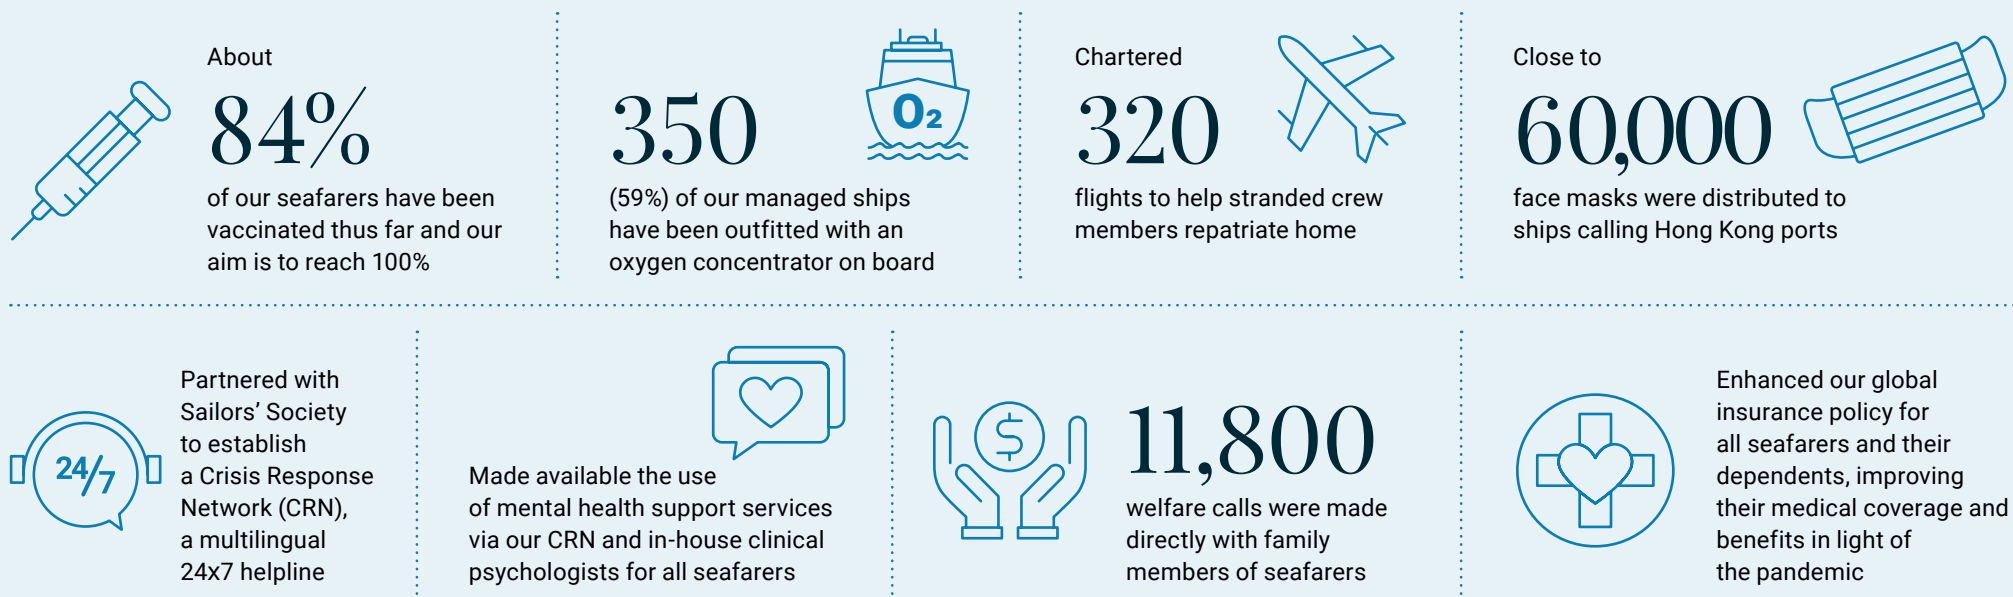 About
84%
of our seafarers have been
vaccinated thus far and our
aim is to reach 100%
350
O2
(59%) of our managed ships
have been outfitted with an
oxygen concentrator on board
Chartered
320
flights to help stranded crew
members repatriate home
Close to
60,000
face masks were distributed to
ships calling Hong Kong ports
24/7
Partnered with
Sailors’ Society
to establish
a Crisis Response
Network (CRN),
a multilingual
24x7 helpline
Made available the use
of mental health support services
via our CRN and in-house clinical
psychologists for all seafarers
$
11,800
welfare calls were made
directly with family
members of seafarers
Enhanced our global
insurance policy for
all seafarers and their
dependents, improving
their medical coverage and
benefits in light of
the pandemic